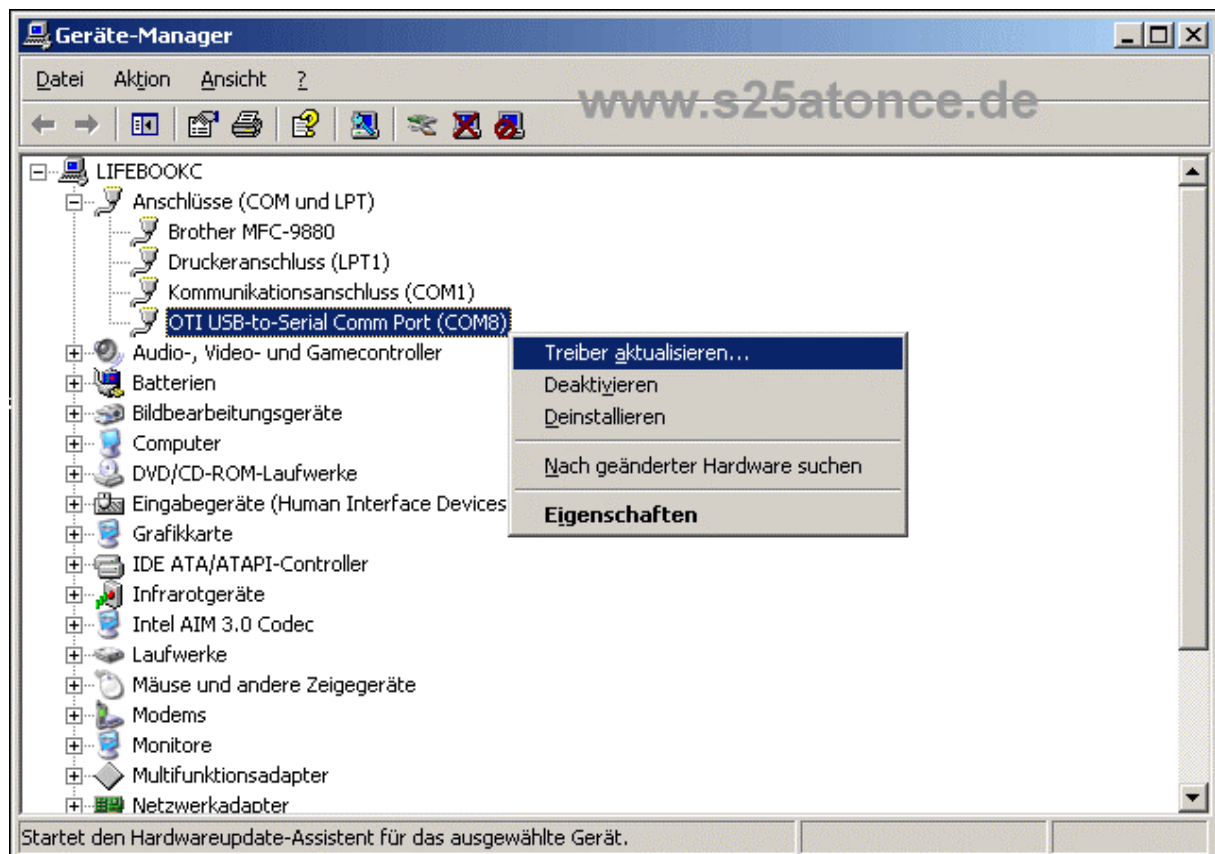 Geräte-Manager
Datei Aktion Ansicht ?
www.s25atonce.de
LIFEBOOKC
Anschlüsse (COM und LPT)
Brother MFC-9880
Druckeranschluss (LPT1)
Kommunikationsanschluss (COM1)
OTI USB-to-Serial Comm Port (COM8)
Audio-, Video- und Gamecontroller
Batterien
Bildbearbeitungsgeräte
Computer
DVD/CD-ROM-Laufwerke
Eingabegeräte (Human Interface Devices
Grafikkarte
IDE ATA/ATAPI-Controller
Infrarotgeräte
Intel AIM 3.0 Codec
Laufwerke
Mäuse und andere Zeigegeräte
Modems
Monitore
Multifunktionsadapter
Netzwerkadapter
Treiber aktualisieren...
Deaktivieren
Deinstallieren
Nach geänderter Hardware suchen
Eigenschaften
Startet den Hardwareupdate-Assistent für das ausgewählte Gerät.